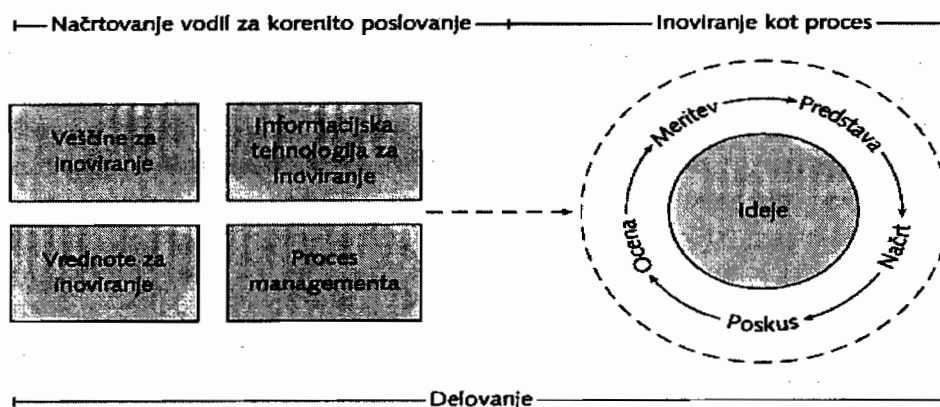 Načrtovanje vodil za korenito poslovanje
Inoviranje kot proces
Veščine za
inoviranje
Informacijska
tehnologija za
inoviranje
Vrednote za
inoviranje
Proces
managementa
Meritev
Predstava
Načrt
Poskus
Ocena
Ideje
Delovanje